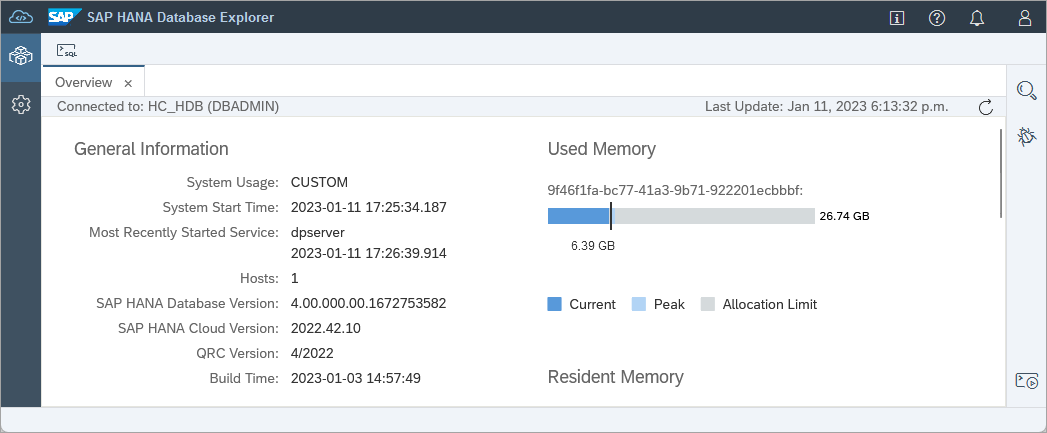 SAP SAP HANA Database Explorer
SQL
Overview ×
Connected to: HC_HDB (DBADMIN) Last Update: Jan 11, 2023 6:13:32 p.m.
General Information
System Usage: CUSTOM
System Start Time: 2023-01-11 17:25:34.187
Most Recently Started Service: dpserver
2023-01-11 17:26:39.914
Hosts: 1
SAP HANA Database Version: 4.00.000.00.1672753582
SAP HANA Cloud Version: 2022.42.10
QRC Version: 4/2022
Build Time: 2023-01-03 14:57:49
Used Memory
9f46f1fa-bc77-41a3-9b71-922201ecbbbf:
26.74 GB
6.39 GB
Current Peak Allocation Limit
Resident Memory